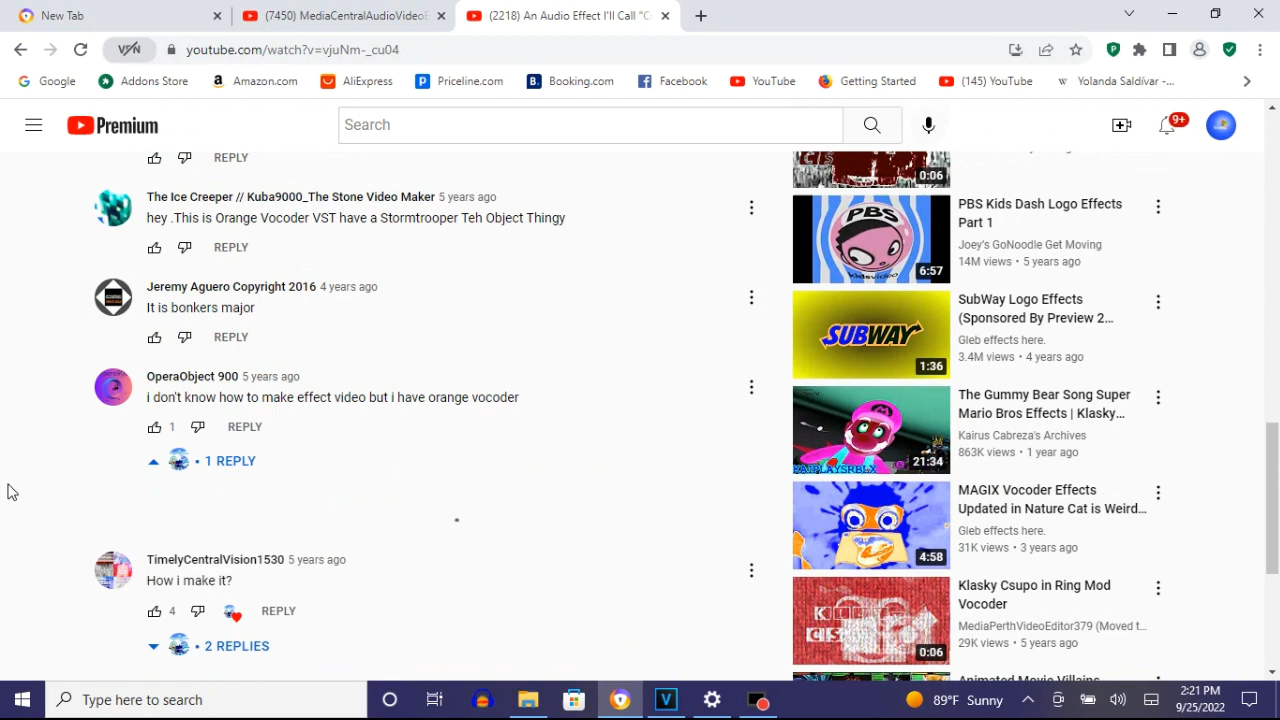 New Tab
(7450) MediaCentralAudioVideoE
(2218) An Audio Effect I'll Call "C
VPN
youtube.com/watch?v=vjuNm-_cu04
Google
Addons Store
Amazon.com
AliExpress
Priceline.com
Booking.com
Facebook
YouTube
Getting Started
(145) YouTube
Yolanda Saldívar -...
Premium
Search
9+
REPLY
The Ice Creeper // Kuba9000_The Stone Video Maker 5 years ago
hey .This is Orange Vocoder VST have a Stormtrooper Teh Object Thingy
REPLY
Jeremy Aguero Copyright 2016 4 years ago
It is bonkers major
REPLY
OperaObject 900 5 years ago
i don't know how to make effect video but i have orange vocoder
1 REPLY
• 1 REPLY
TimelyCentralVision1530 5 years ago
How i make it?
4 REPLY
• 2 REPLIES
C S
0:06
PBS
kidsvideo
6:57
PBS Kids Dash Logo Effects
Part 1
Joey's GoNoodle Get Moving
14M views • 5 years ago
SUBWAY
1:36
SubWay Logo Effects
(Sponsored By Preview 2...
Gleb effects here.
3.4M views • 4 years ago
KAIPLAYSRBLX
21:34
The Gummy Bear Song Super
Mario Bros Effects | Klasky...
Kairus Cabreza's Archives
863K views • 1 year ago
4:58
MAGIX Vocoder Effects
Updated in Nature Cat is Weird...
Gleb effects here.
31K views • 3 years ago
0:06
Klasky Csupo in Ring Mod
Vocoder
MediaPerthVideoEditor379 (Moved t...
29K views • 5 years ago
Animated Movie Villains
Type here to search
V
89°F Sunny
2:21 PM
9/25/2022